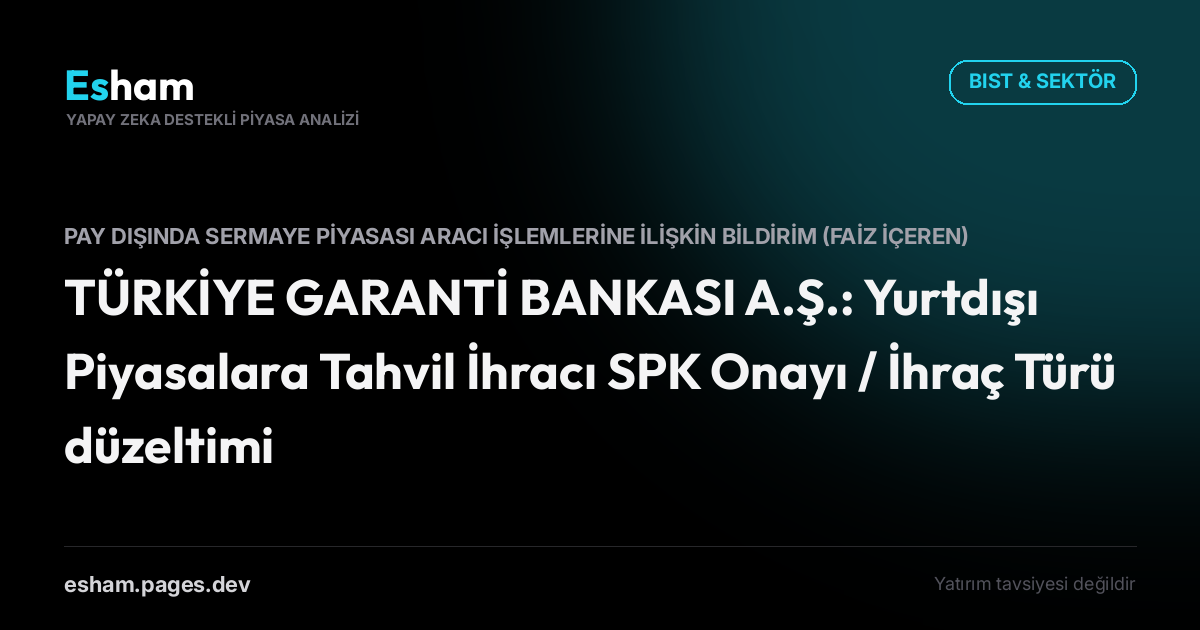 Esham
YAPAY ZEKA DESTEKLİ PİYASA ANALİZİ
BIST & SEKTÖR
PAY DIŞINDA SERMAYE PİYASASI ARACI İŞLEMLERİNE İLİŞKİN BİLDİRİM (FAİZ İÇEREN)
TÜRKİYE GARANTİ BANKASI A.Ş.: Yurtdışı
Piyasalara Tahvil İhracı SPK Onayı / İhraç Türü
düzeltimi
esham.pages.dev
Yatırım tavsiyesi değildir